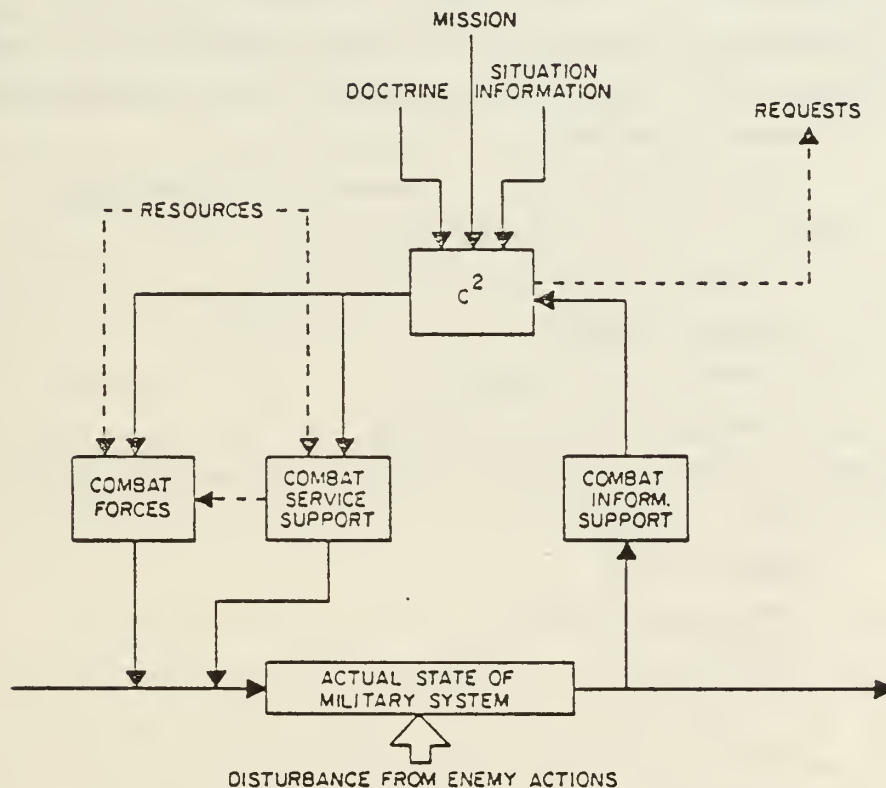 MISSION
SITUATION
DOCTRINE INFORMATION
REQUESTS
RESOURCES
C²
COMBAT
FORCES
COMBAT
SERVICE
SUPPORT
COMBAT
INFORM.
SUPPORT
ACTUAL STATE OF
MILITARY SYSTEM
DISTURBANCE FROM ENEMY ACTIONS